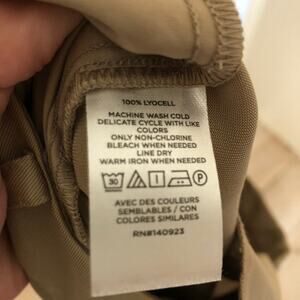 100% LYOCELL
MACHINE WASH COLD
DELICATE CYCLE WITH LIKE
COLORS
ONLY NON-CHLORINE
BLEACH WHEN NEEDED
LINE DRY
WARM IRON WHEN NEEDED
30 P
AVEC DES COULEURS
SEMBLABLES / CON
COLORES SIMILARES
RN#140923